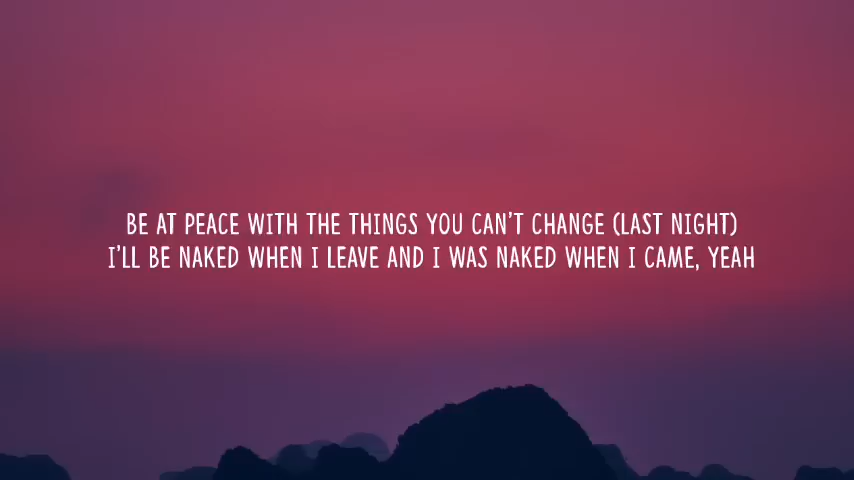 BE AT PEACE WITH THE THINGS YOU CAN'T CHANGE (LAST NIGHT)
I'LL BE NAKED WHEN I LEAVE AND I WAS NAKED WHEN I CAME, YEAH